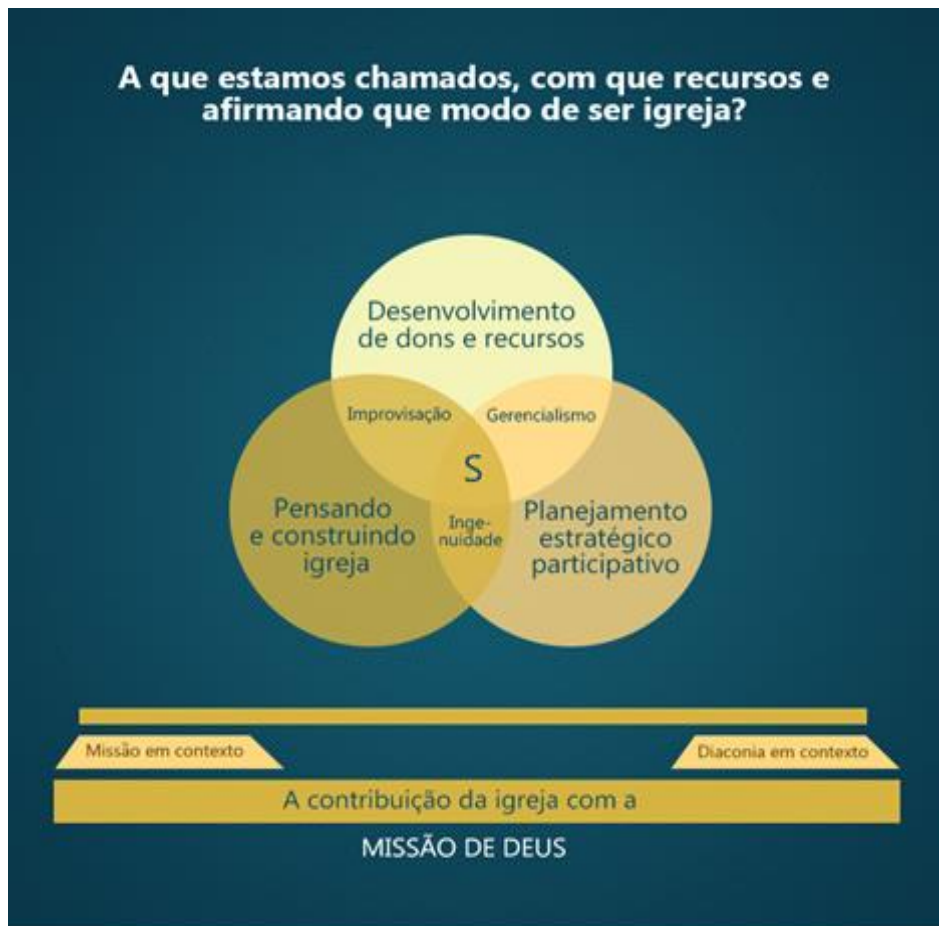 A que estamos chamados, com que recursos e
afirmando que modo de ser igreja?
Desenvolvimento
de dons e recursos
Improvisação
Gerencialismo
S
Pensando
e construindo
igreja
Inge-
nuidade
Planejamento
estratégico
participativo
Missão em contexto
Diaconia em contexto
A contribuição da igreja com a
MISSÃO DE DEUS